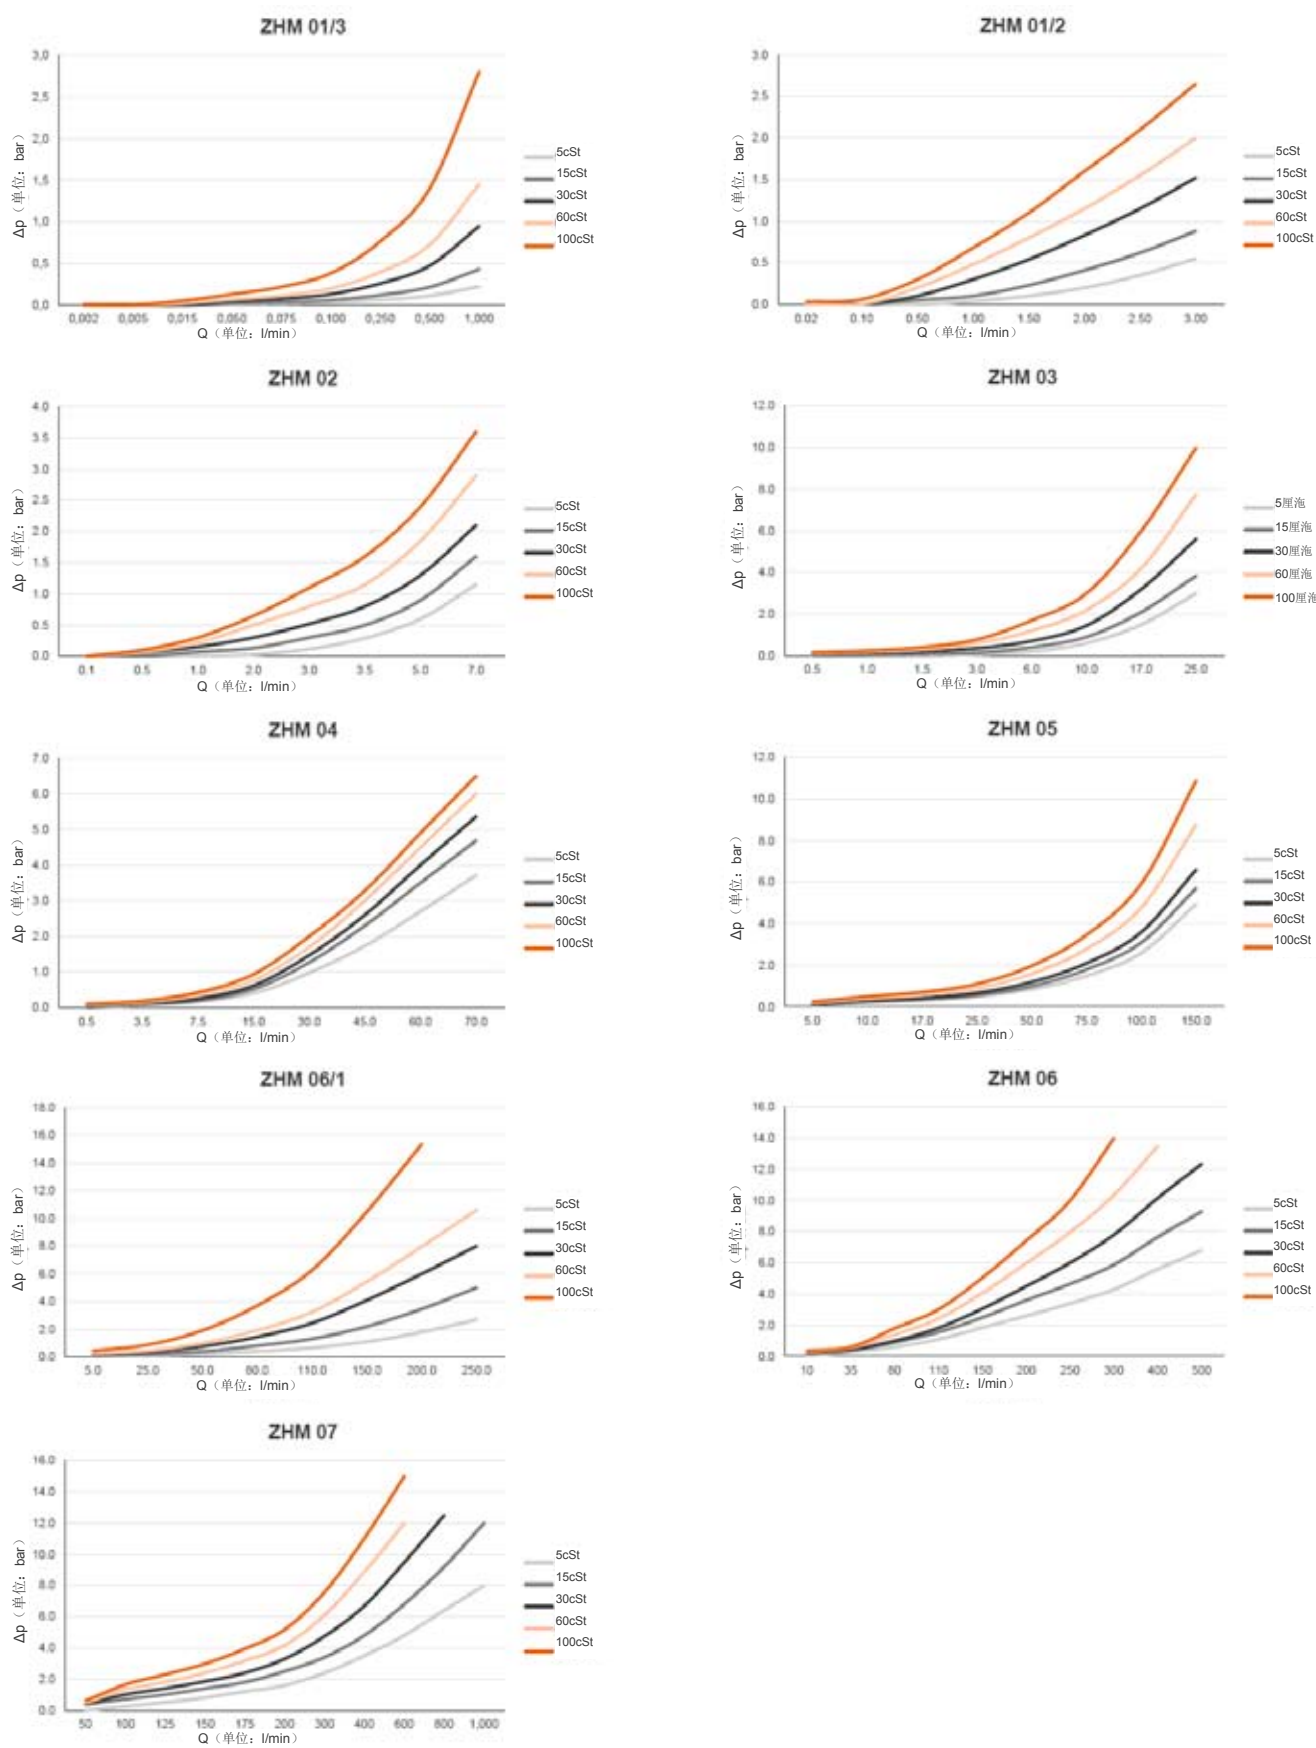 ZHM 01/3
3,0
2,5
2,0
1,5
1,0
0,5
0,0
Δp（单位：bar）
0,002 0,005 0,015 0,050 0,075 0,100 0,250 0,500 1,000
Q（单位：l/min）
5cSt
15cSt
30cSt
60cSt
100cSt
ZHM 01/2
3.0
2.5
2.0
1.5
1.0
0.5
0.0
Δp（单位：bar）
0.02 0.10 0.50 1.00 1.50 2.00 2.50 3.00
Q（单位：l/min）
5cSt
15cSt
30cSt
60cSt
100cSt
ZHM 02
4.0
3.5
3.0
2.5
2.0
1.5
1.0
0.5
0.0
Δp（单位：bar）
0.1 0.5 1.0 2.0 3.0 3.5 5.0 7.0
Q（单位：l/min）
5cSt
15cSt
30cSt
60cSt
100cSt
ZHM 03
12.0
10.0
8.0
6.0
4.0
2.0
0.0
Δp（单位：bar）
0.5 1.0 1.5 3.0 6.0 10.0 17.0 25.0
Q（单位：l/min）
5厘沲
15厘沲
30厘沲
60厘沲
100厘沲
ZHM 04
7.0
6.0
5.0
4.0
3.0
2.0
1.0
0.0
Δp（单位：bar）
0.5 3.5 7.5 15.0 30.0 45.0 60.0 70.0
Q（单位：l/min）
5cSt
15cSt
30cSt
60cSt
100cSt
ZHM 05
12.0
10.0
8.0
6.0
4.0
2.0
0.0
Δp（单位：bar）
5.0 10.0 17.0 25.0 50.0 75.0 100.0 150.0
Q（单位：l/min）
5cSt
15cSt
30cSt
60cSt
100cSt
ZHM 06/1
18.0
16.0
14.0
12.0
10.0
8.0
6.0
4.0
2.0
0.0
Δp（单位：bar）
5.0 25.0 50.0 80.0 110.0 150.0 200.0 250.0
Q（单位：l/min）
5cSt
15cSt
30cSt
60cSt
100cSt
ZHM 06
16.0
14.0
12.0
10.0
8.0
6.0
4.0
2.0
0.0
Δp（单位：bar）
10 35 80 110 150 200 250 300 400 500
Q（单位：l/min）
5cSt
15cSt
30cSt
60cSt
100cSt
ZHM 07
16.0
14.0
12.0
10.0
8.0
6.0
4.0
2.0
0.0
Δp（单位：bar）
50 100 125 150 175 200 300 400 600 800 1,000
Q（单位：l/min）
5cSt
15cSt
30cSt
60cSt
100cSt